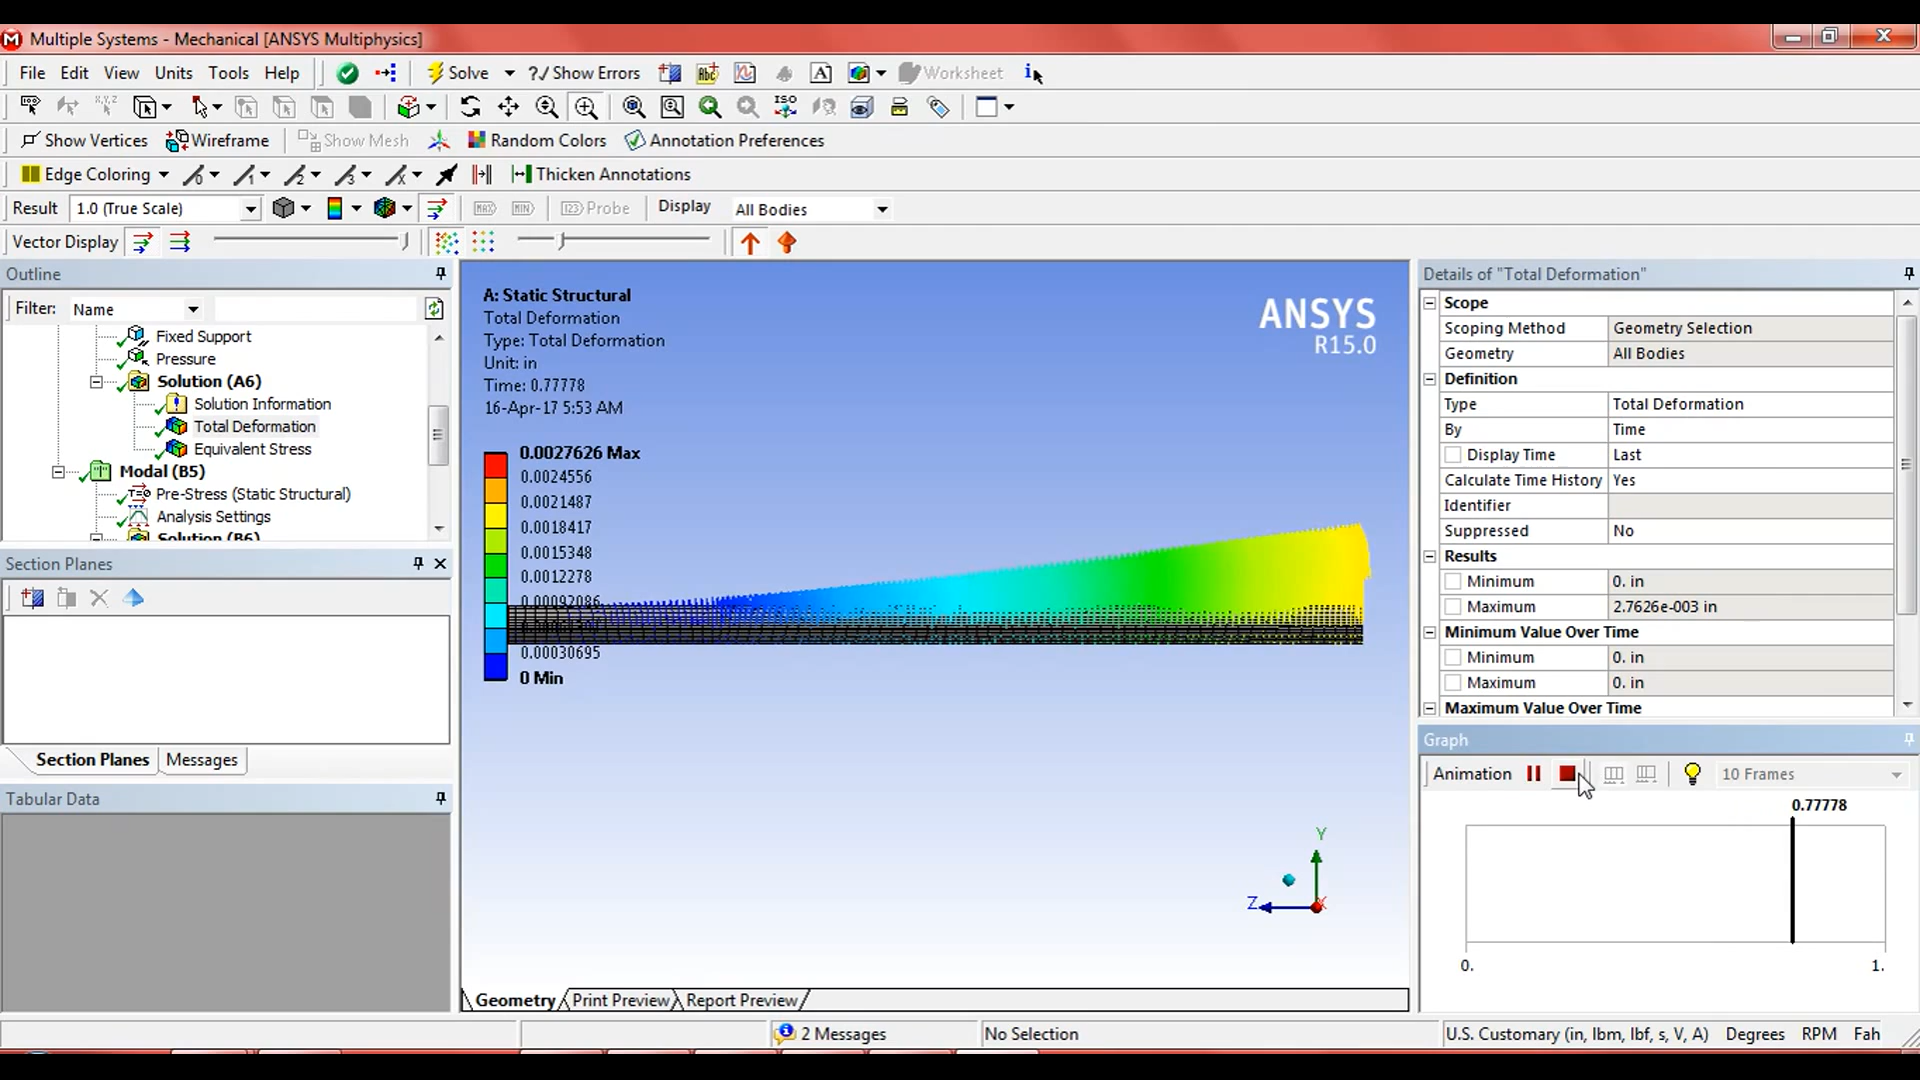 Multiple Systems - Mechanical [ANSYS Multiphysics]
File Edit View Units Tools Help Solve ?/ Show Errors Worksheet
ISO
Show Vertices Wireframe Show Mesh Random Colors Annotation Preferences
Edge Coloring Thicken Annotations
Result 1.0 (True Scale) MAX MIN Probe Display All Bodies
Vector Display
Outline
Filter: Name
Fixed Support
Pressure
Solution (A6)
Solution Information
Total Deformation
Equivalent Stress
Modal (B5)
Pre-Stress (Static Structural)
Analysis Settings
Solution (B6)
Section Planes
Section Planes Messages
Tabular Data
A: Static Structural
Total Deformation
Type: Total Deformation
Unit: in
Time: 0.77778
16-Apr-17 5:53 AM
ANSYS
R15.0
0.0027626 Max
0.0024556
0.0021487
0.0018417
0.0015348
0.0012278
0.00092086
0.00030695
0 Min
Y
Z
X
Geometry Print Preview Report Preview
Details of "Total Deformation"
Scope
Scoping Method Geometry Selection
Geometry All Bodies
Definition
Type Total Deformation
By Time
Display Time Last
Calculate Time History Yes
Identifier
Suppressed No
Results
Minimum 0. in
Maximum 2.7626e-003 in
Minimum Value Over Time
Minimum 0. in
Maximum 0. in
Maximum Value Over Time
Graph
Animation 10 Frames
0.77778
0. 1.
2 Messages No Selection U.S. Customary (in, lbm, lbf, s, V, A) Degrees RPM Fah